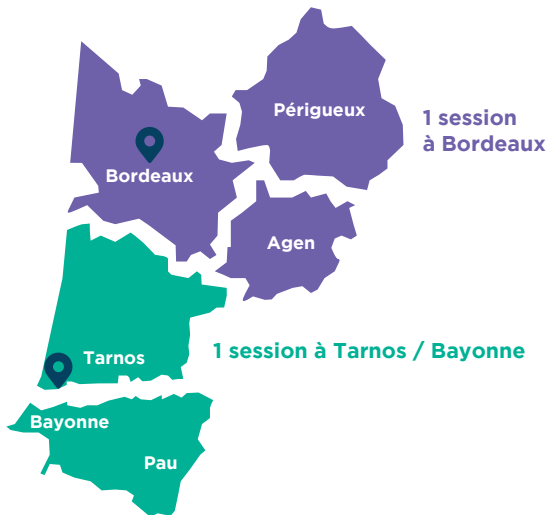 Périgueux
1 session
à Bordeaux
Bordeaux
Agen
Tarnos
1 session à Tarnos / Bayonne
Bayonne
Pau